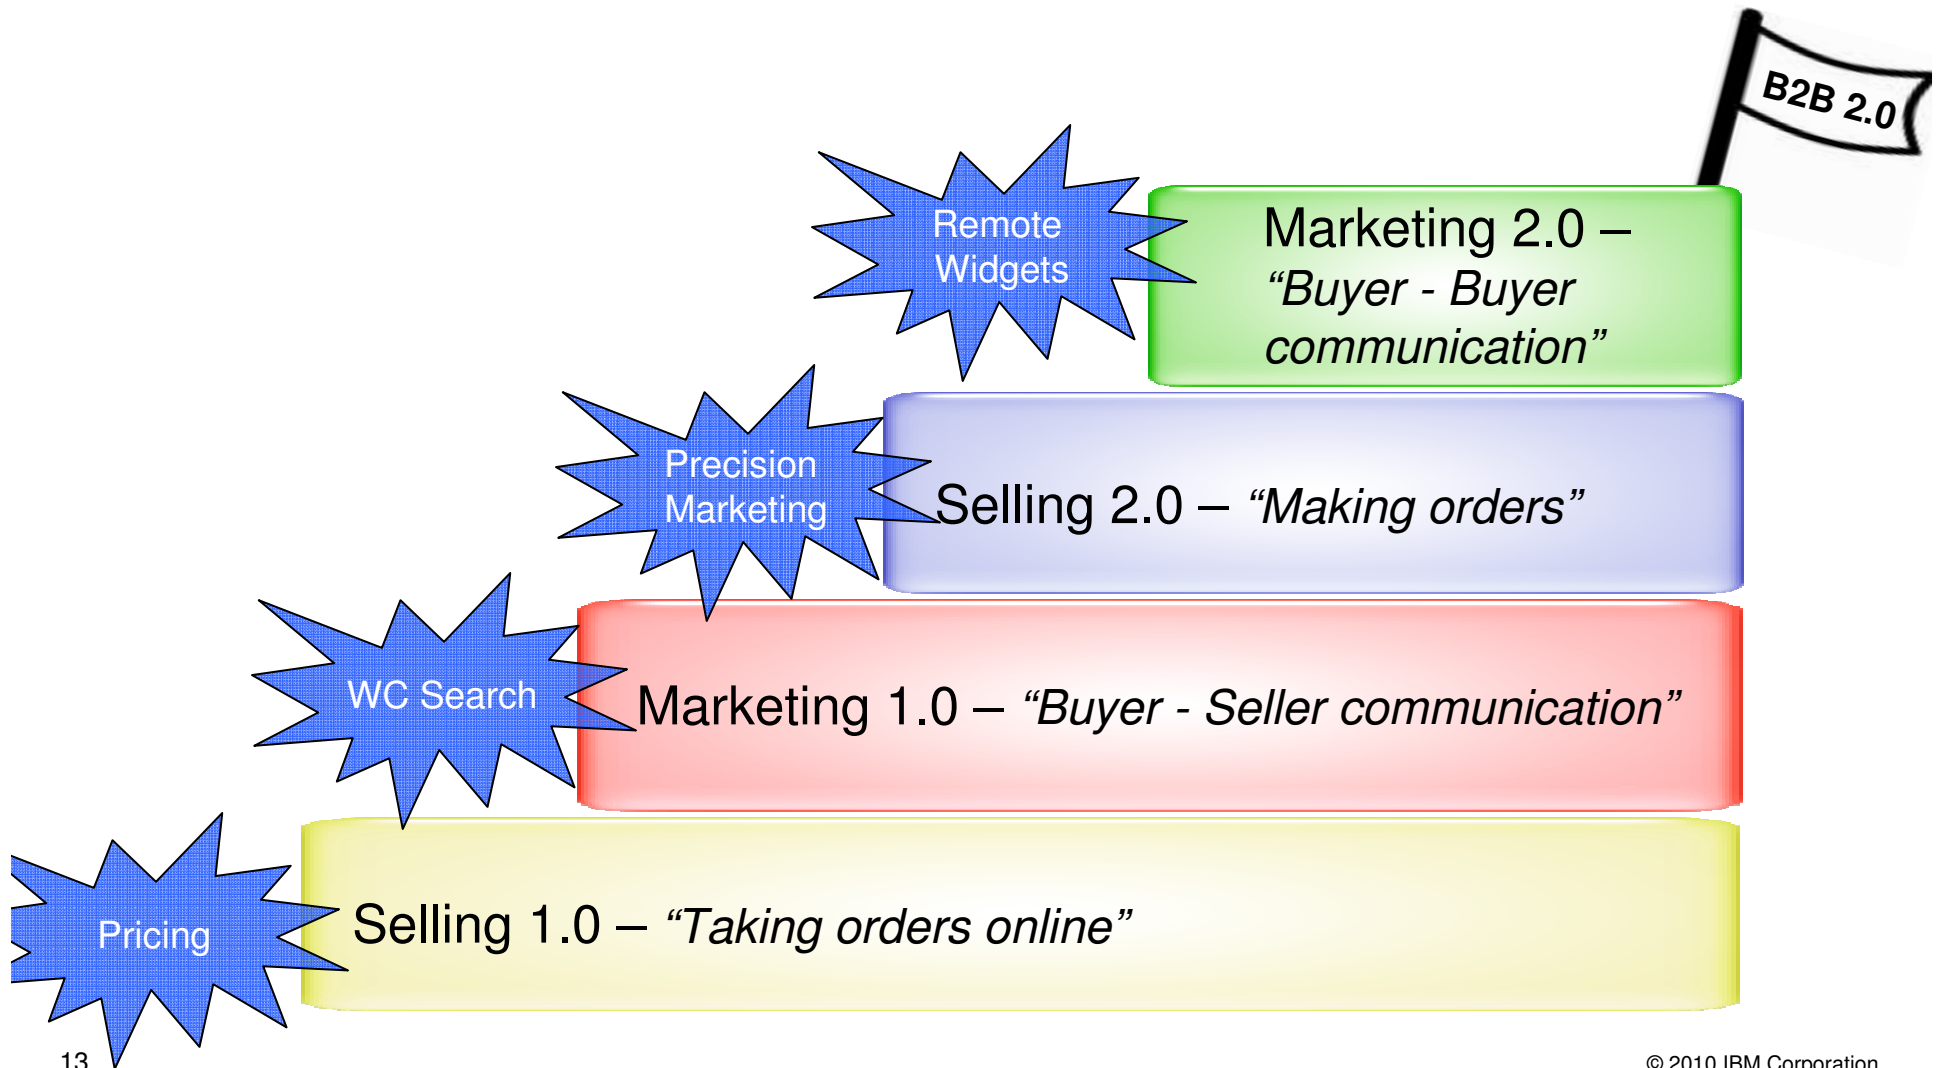 B2B 2.0
Remote
Widgets
Marketing 2.0 –
“Buyer - Buyer
communication”
Precision
Marketing
Selling 2.0 – “Making orders”
WC Search
Marketing 1.0 – “Buyer - Seller communication”
Pricing
Selling 1.0 – “Taking orders online”
13
© 2010 IBM Corporation